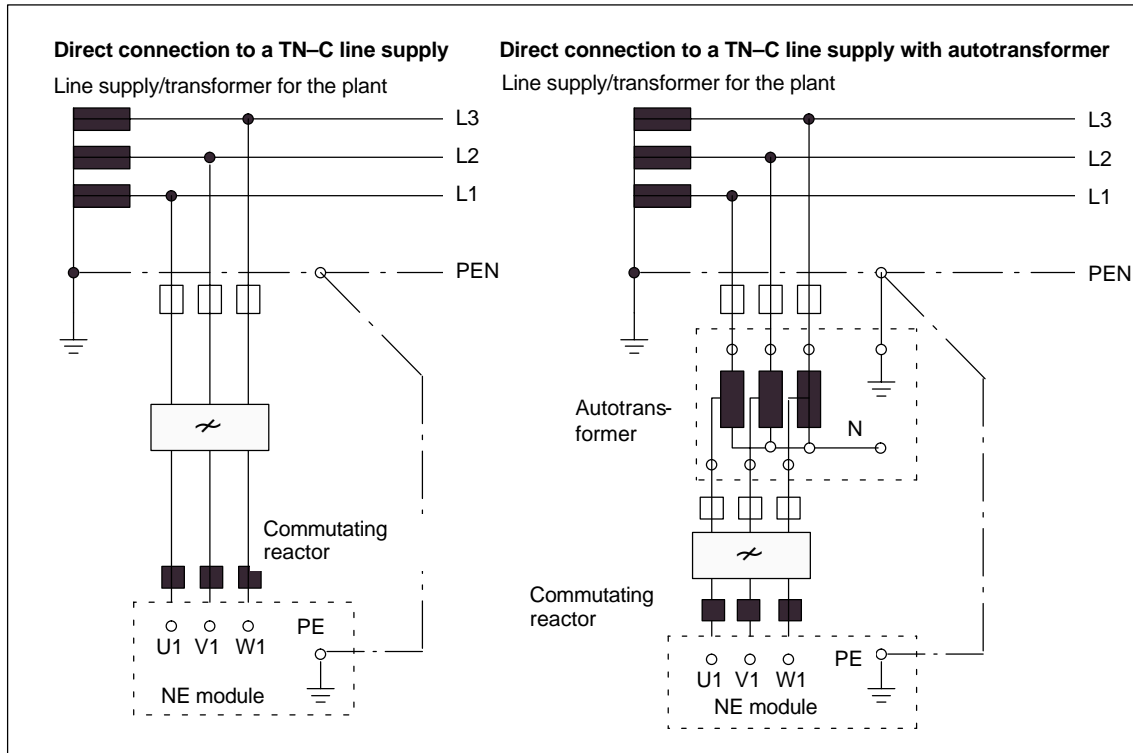 Direct connection to a TN–C line supply
Line supply/transformer for the plant
L3
L2
L1
PEN
Commutating
reactor
PE
U1 V1 W1
NE module
Direct connection to a TN–C line supply with autotransformer
Line supply/transformer for the plant
L3
L2
L1
PEN
Autotrans-
former
N
Commutating
reactor
PE
U1 V1 W1
NE module